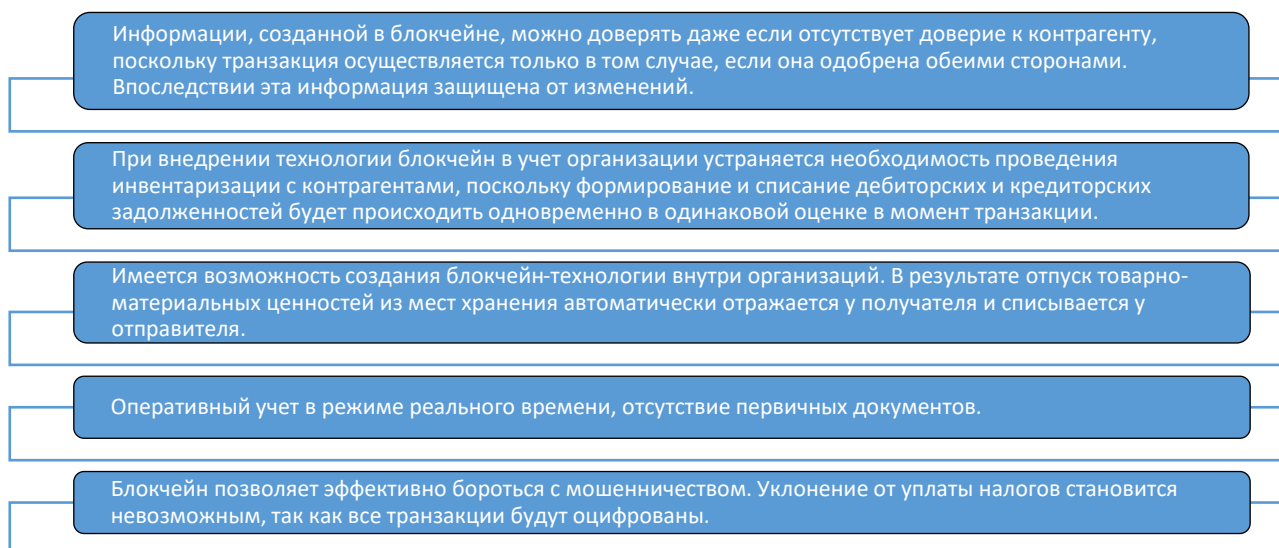 Информации, созданной в блокчейне, можно доверять даже если отсутствует доверие к контрагенту,
поскольку транзакция осуществляется только в том случае, если она одобрена обеими сторонами.
Впоследствии эта информация защищена от изменений.
При внедрении технологии блокчейн в учет организации устраняется необходимость проведения
инвентаризации с контрагентами, поскольку формирование и списание дебиторских и кредиторских
задолженностей будет происходить одновременно в одинаковой оценке в момент транзакции.
Имеется возможность создания блокчейн-технологии внутри организаций. В результате отпуск товарно-
материальных ценностей из мест хранения автоматически отражается у получателя и списывается у
отправителя.
Оперативный учет в режиме реального времени, отсутствие первичных документов.
Блокчейн позволяет эффективно бороться с мошенничеством. Уклонение от уплаты налогов становится
невозможным, так как все транзакции будут оцифрованы.